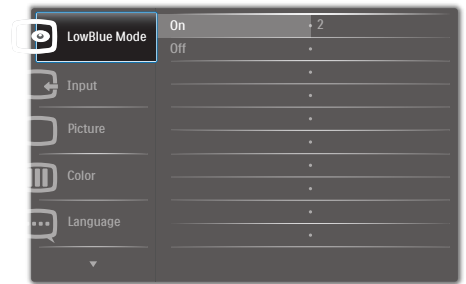 LowBlue Mode
On 2
Off
Input
Picture
Color
Language